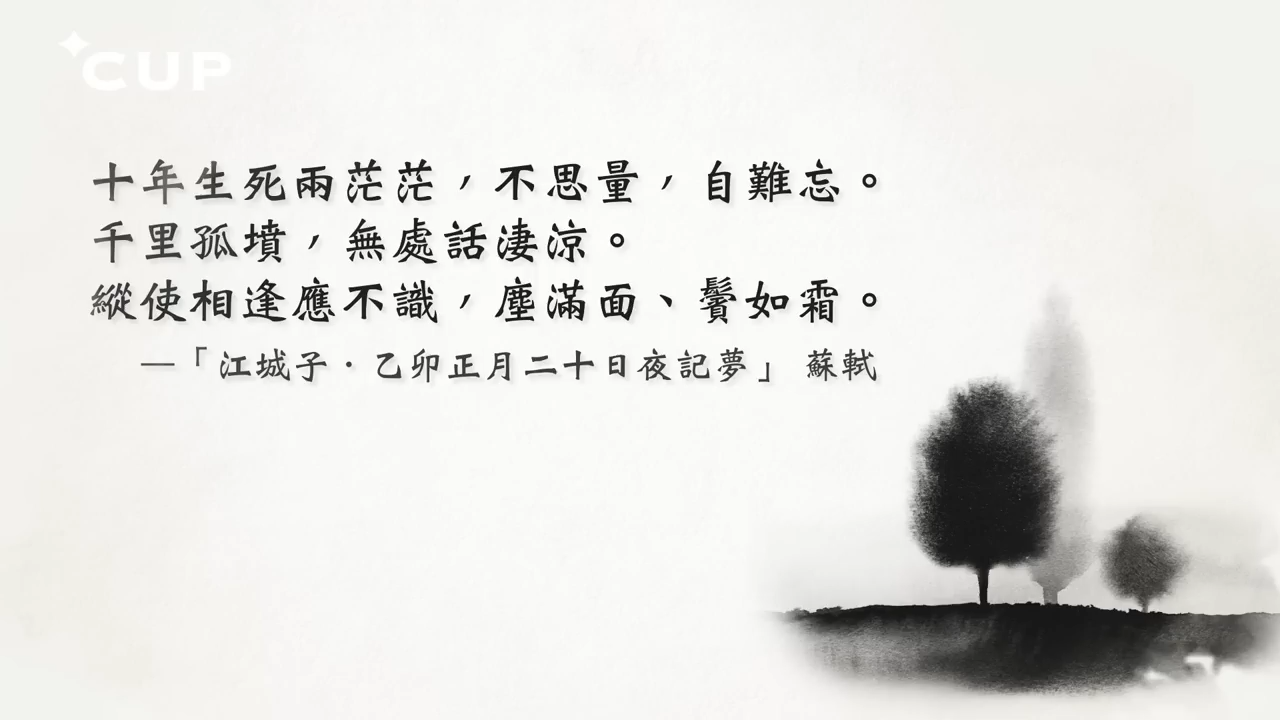 CUP
十年生死兩茫茫，不思量，自難忘。
千里孤墳，無處話淒涼。
縱使相逢應不識，塵滿面、鬢如霜。
—「江城子·乙卯正月二十日夜記夢」 蘇軾